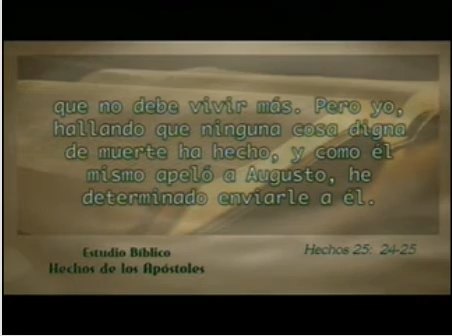 que no debe vivir más. Pero yo,
hallando que ninguna cosa digna
de muerte ha hecho, y como él
mismo apeló a Augusto, he
determinado enviarle a él.
Hechos 25: 24-25
Estudio Bíblico
Hechos de los Apóstoles